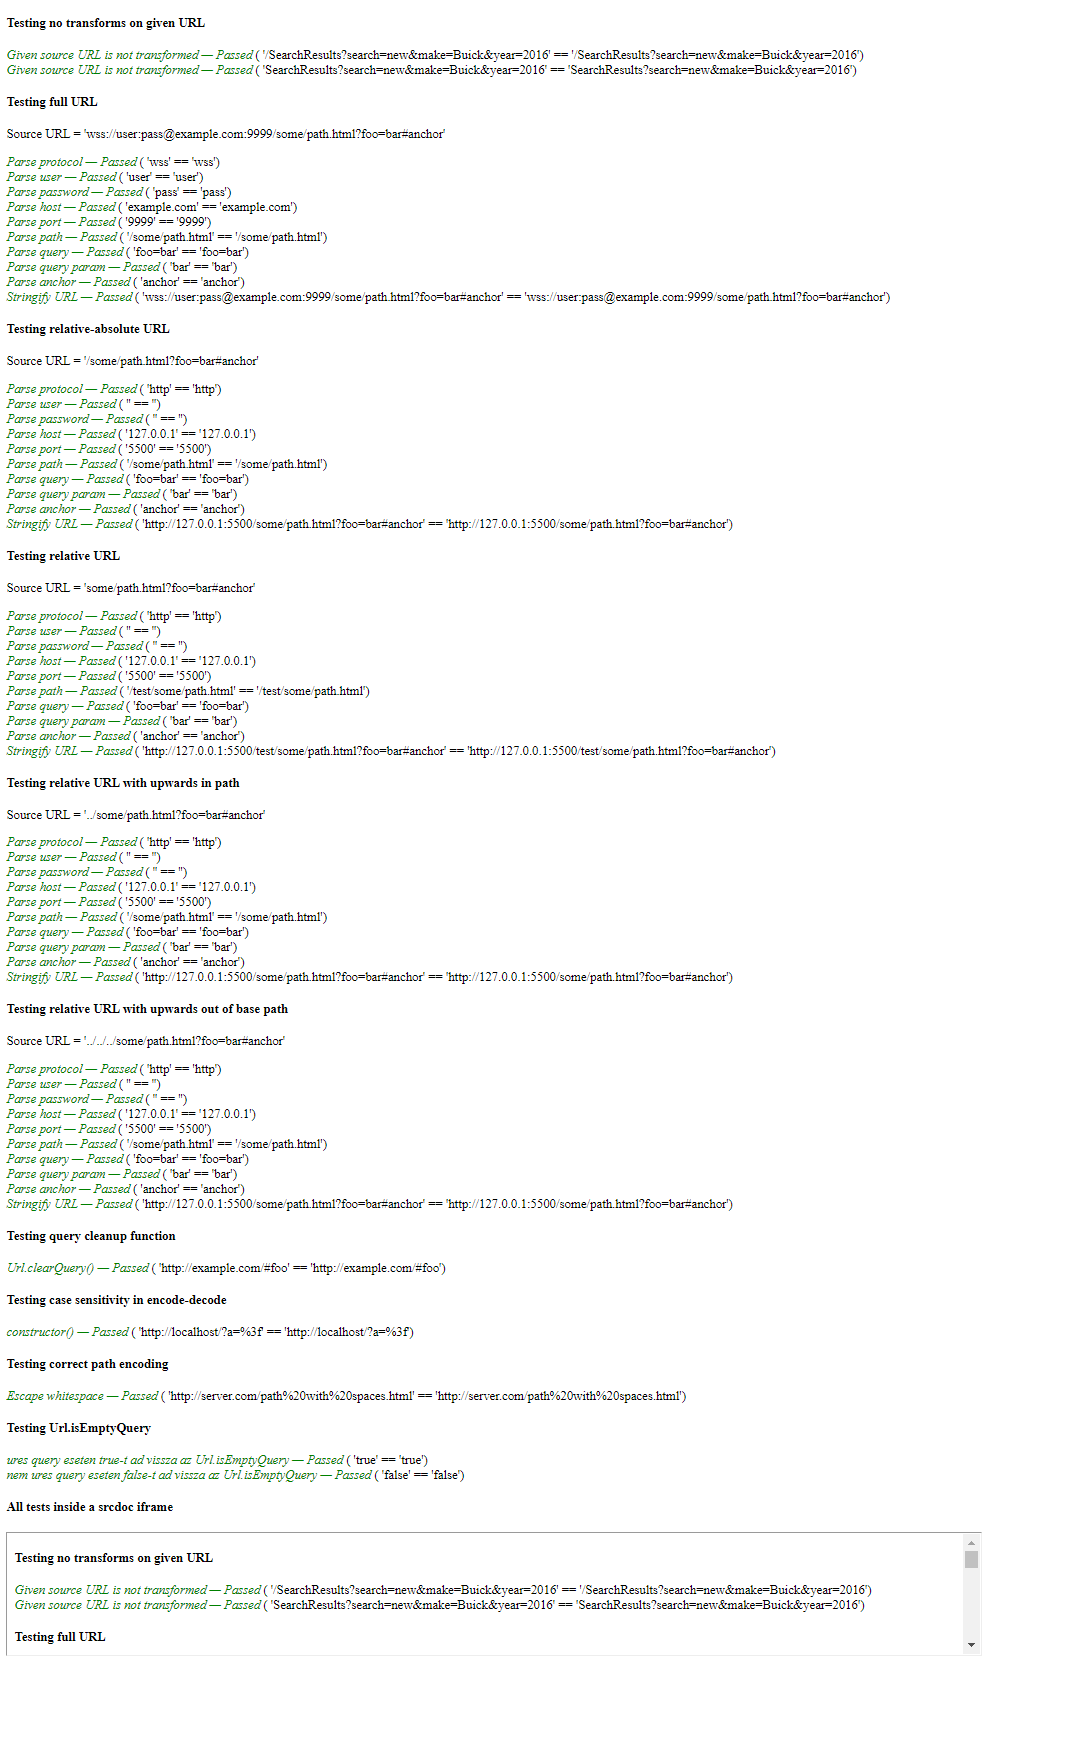 Testing no transforms on given URL
Given source URL is not transformed — Passed ( '/SearchResults?search=new&make=Buick&year=2016' == '/SearchResults?search=new&make=Buick&year=2016')
Given source URL is not transformed — Passed ( 'SearchResults?search=new&make=Buick&year=2016' == 'SearchResults?search=new&make=Buick&year=2016')
Testing full URL
Source URL = 'wss://user:pass@example.com:9999/some/path.html?foo=bar#anchor'
Parse protocol — Passed ( 'wss' == 'wss')
Parse user — Passed ( 'user' == 'user')
Parse password — Passed ( 'pass' == 'pass')
Parse host — Passed ( 'example.com' == 'example.com')
Parse port — Passed ( '9999' == '9999')
Parse path — Passed ( '/some/path.html' == '/some/path.html')
Parse query — Passed ( 'foo=bar' == 'foo=bar')
Parse query param — Passed ( 'bar' == 'bar')
Parse anchor — Passed ( 'anchor' == 'anchor')
Stringify URL — Passed ( 'wss://user:pass@example.com:9999/some/path.html?foo=bar#anchor' == 'wss://user:pass@example.com:9999/some/path.html?foo=bar#anchor')
Testing relative-absolute URL
Source URL = '/some/path.html?foo=bar#anchor'
Parse protocol — Passed ( 'http' == 'http')
Parse user — Passed ( '' == '')
Parse password — Passed ( '' == '')
Parse host — Passed ( '127.0.0.1' == '127.0.0.1')
Parse port — Passed ( '5500' == '5500')
Parse path — Passed ( '/some/path.html' == '/some/path.html')
Parse query — Passed ( 'foo=bar' == 'foo=bar')
Parse query param — Passed ( 'bar' == 'bar')
Parse anchor — Passed ( 'anchor' == 'anchor')
Stringify URL — Passed ( 'http://127.0.0.1:5500/some/path.html?foo=bar#anchor' == 'http://127.0.0.1:5500/some/path.html?foo=bar#anchor')
Testing relative URL
Source URL = 'some/path.html?foo=bar#anchor'
Parse protocol — Passed ( 'http' == 'http')
Parse user — Passed ( '' == '')
Parse password — Passed ( '' == '')
Parse host — Passed ( '127.0.0.1' == '127.0.0.1')
Parse port — Passed ( '5500' == '5500')
Parse path — Passed ( '/test/some/path.html' == '/test/some/path.html')
Parse query — Passed ( 'foo=bar' == 'foo=bar')
Parse query param — Passed ( 'bar' == 'bar')
Parse anchor — Passed ( 'anchor' == 'anchor')
Stringify URL — Passed ( 'http://127.0.0.1:5500/test/some/path.html?foo=bar#anchor' == 'http://127.0.0.1:5500/test/some/path.html?foo=bar#anchor')
Testing relative URL with upwards in path
Source URL = '../some/path.html?foo=bar#anchor'
Parse protocol — Passed ( 'http' == 'http')
Parse user — Passed ( '' == '')
Parse password — Passed ( '' == '')
Parse host — Passed ( '127.0.0.1' == '127.0.0.1')
Parse port — Passed ( '5500' == '5500')
Parse path — Passed ( '/some/path.html' == '/some/path.html')
Parse query — Passed ( 'foo=bar' == 'foo=bar')
Parse query param — Passed ( 'bar' == 'bar')
Parse anchor — Passed ( 'anchor' == 'anchor')
Stringify URL — Passed ( 'http://127.0.0.1:5500/some/path.html?foo=bar#anchor' == 'http://127.0.0.1:5500/some/path.html?foo=bar#anchor')
Testing relative URL with upwards out of base path
Source URL = '../../../some/path.html?foo=bar#anchor'
Parse protocol — Passed ( 'http' == 'http')
Parse user — Passed ( '' == '')
Parse password — Passed ( '' == '')
Parse host — Passed ( '127.0.0.1' == '127.0.0.1')
Parse port — Passed ( '5500' == '5500')
Parse path — Passed ( '/some/path.html' == '/some/path.html')
Parse query — Passed ( 'foo=bar' == 'foo=bar')
Parse query param — Passed ( 'bar' == 'bar')
Parse anchor — Passed ( 'anchor' == 'anchor')
Stringify URL — Passed ( 'http://127.0.0.1:5500/some/path.html?foo=bar#anchor' == 'http://127.0.0.1:5500/some/path.html?foo=bar#anchor')
Testing query cleanup function
Url.clearQuery() — Passed ( 'http://example.com/#foo' == 'http://example.com/#foo')
Testing case sensitivity in encode-decode
constructor() — Passed ( 'http://localhost/?a=%3f' == 'http://localhost/?a=%3f')
Testing correct path encoding
Escape whitespace — Passed ( 'http://server.com/path%20with%20spaces.html' == 'http://server.com/path%20with%20spaces.html')
Testing Url.isEmptyQuery
ures query eseten true-t ad vissza az Url.isEmptyQuery — Passed ( 'true' == 'true')
nem ures query eseten false-t ad vissza az Url.isEmptyQuery — Passed ( 'false' == 'false')
All tests inside a srcdoc iframe
Testing no transforms on given URL
Given source URL is not transformed — Passed ( '/SearchResults?search=new&make=Buick&year=2016' == '/SearchResults?search=new&make=Buick&year=2016')
Given source URL is not transformed — Passed ( 'SearchResults?search=new&make=Buick&year=2016' == 'SearchResults?search=new&make=Buick&year=2016')
Testing full URL